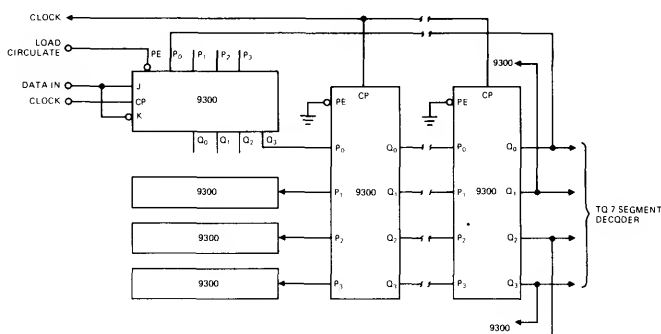 CLOCK
LOAD
CIRCULATE
PE P0 P1 P2 P3
DATA IN
CLOCK
J
CP
K
9300
Q0 Q1 Q2 Q3
9300
9300
9300
CP
PE
P0 Q0
P1 9300 Q1
P2 Q2
P3 Q3
CP
PE
P0 Q0
P1 9300 Q1
P2 Q2
P3 Q3
9300
9300
TO 7 SEGMENT
DECODER